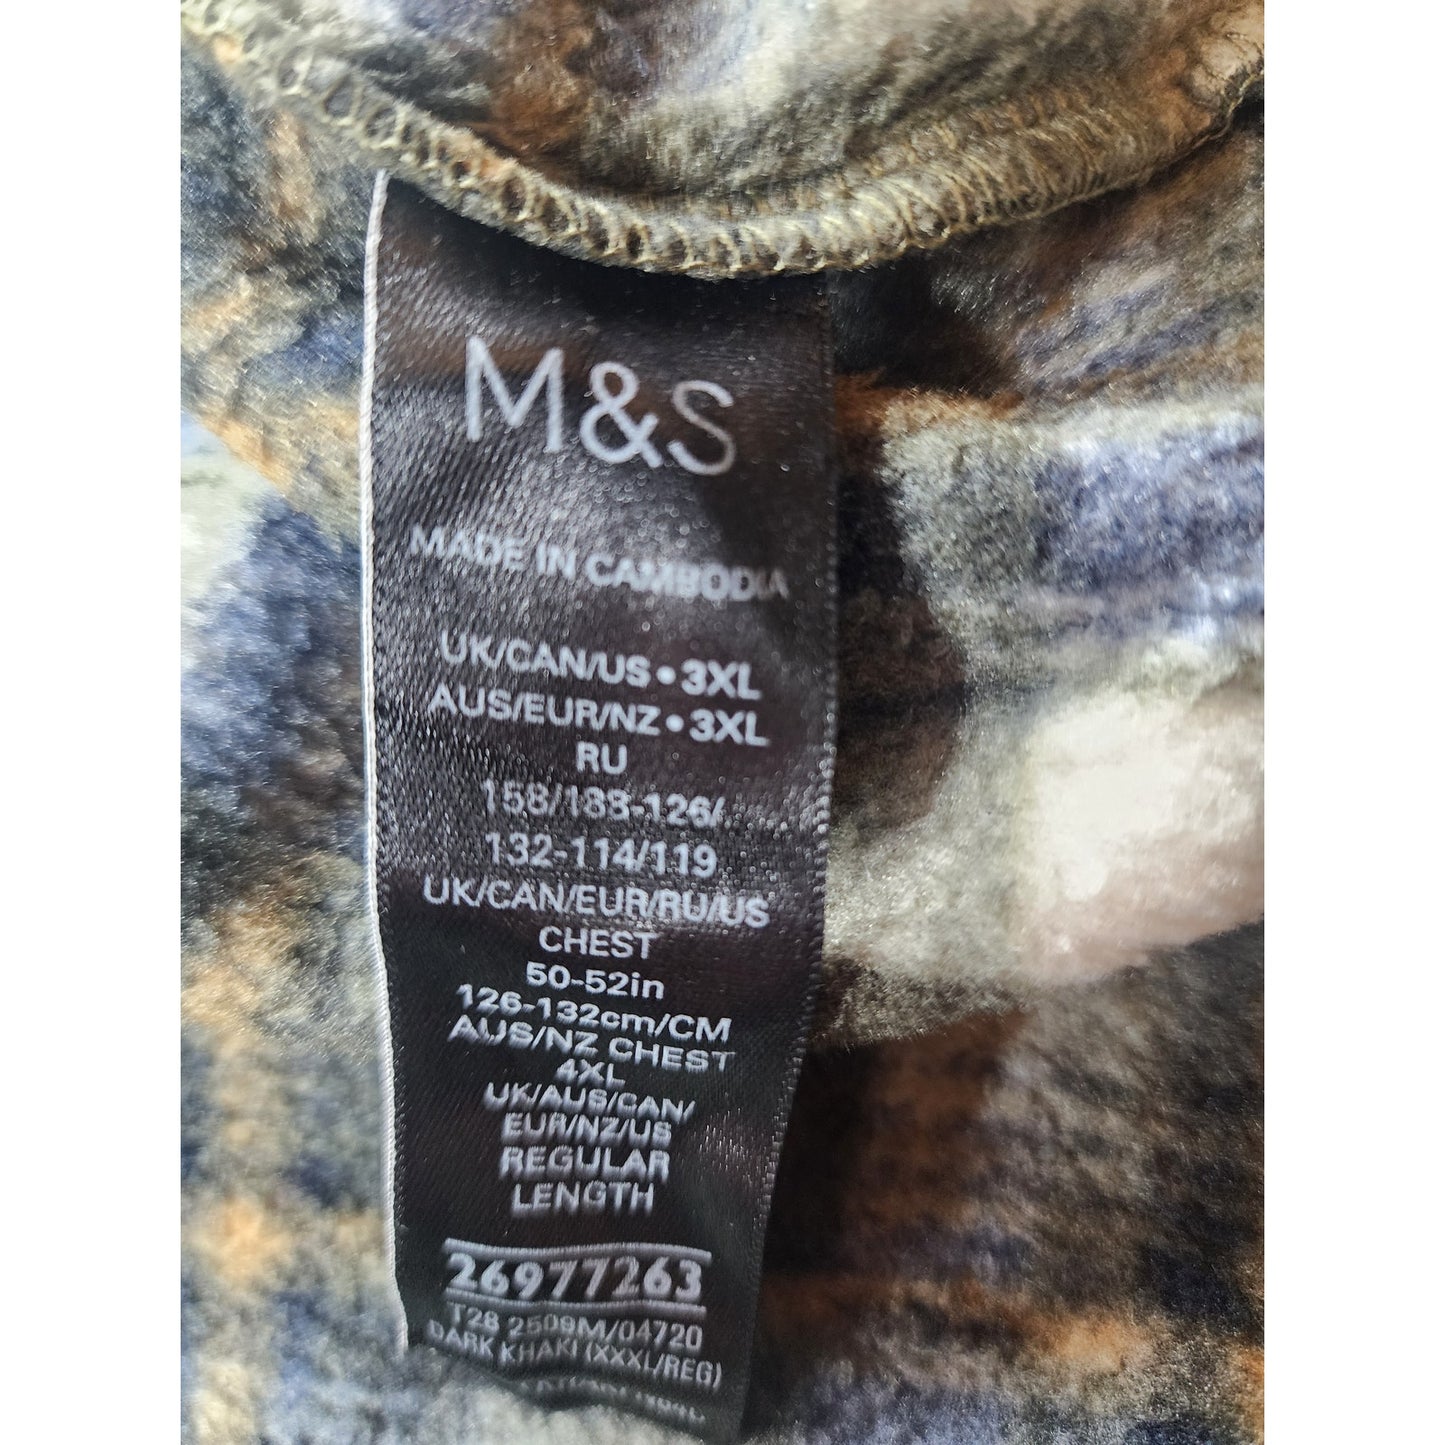 M&S
MADE IN CAMBODIA
UK/CAN/US • 3XL
AUS/EUR/NZ • 3XL
RU
158/188-126/
132-114/119
UK/CAN/EUR/RU/US
CHEST
50-52in
126-132cm/CM
AUS/NZ CHEST
4XL
UK/AUS/CAN/
EUR/NZ/US
REGULAR
LENGTH
26977263
T28 2509M/04720
DARK KHAKI (XXXL/REG)